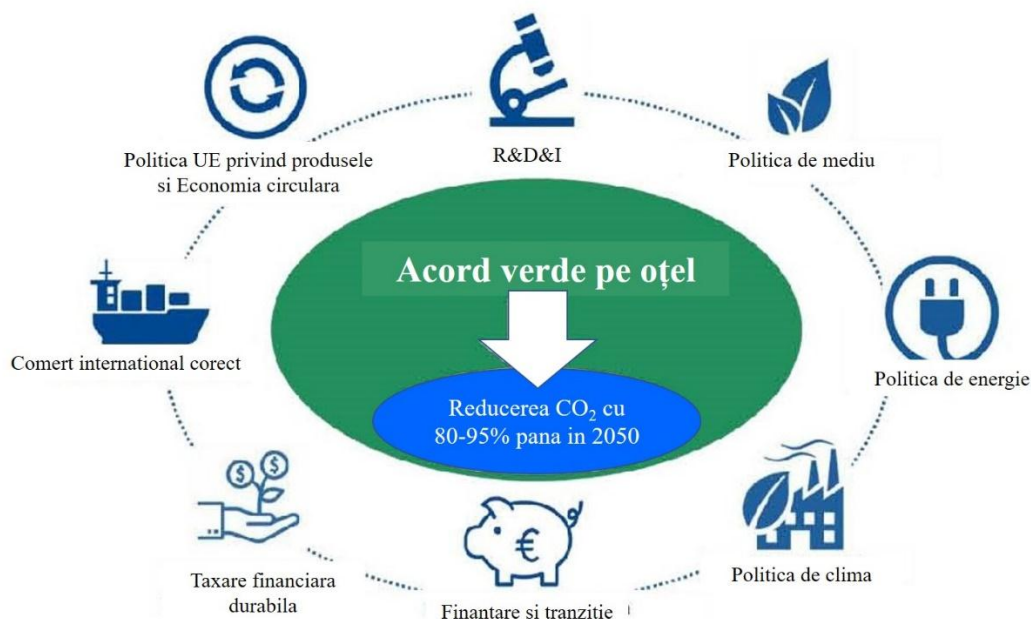 R&D&I
Politica UE privind produsele
si Economia circulara
Politica de mediu
Acord verde pe oțel
Comert international corect
Politica de energie
Reducerea CO₂ cu
80-95% pana in 2050
$ $
€
Politica de clima
Taxare financiara
durabila
Finantare si tranzitie